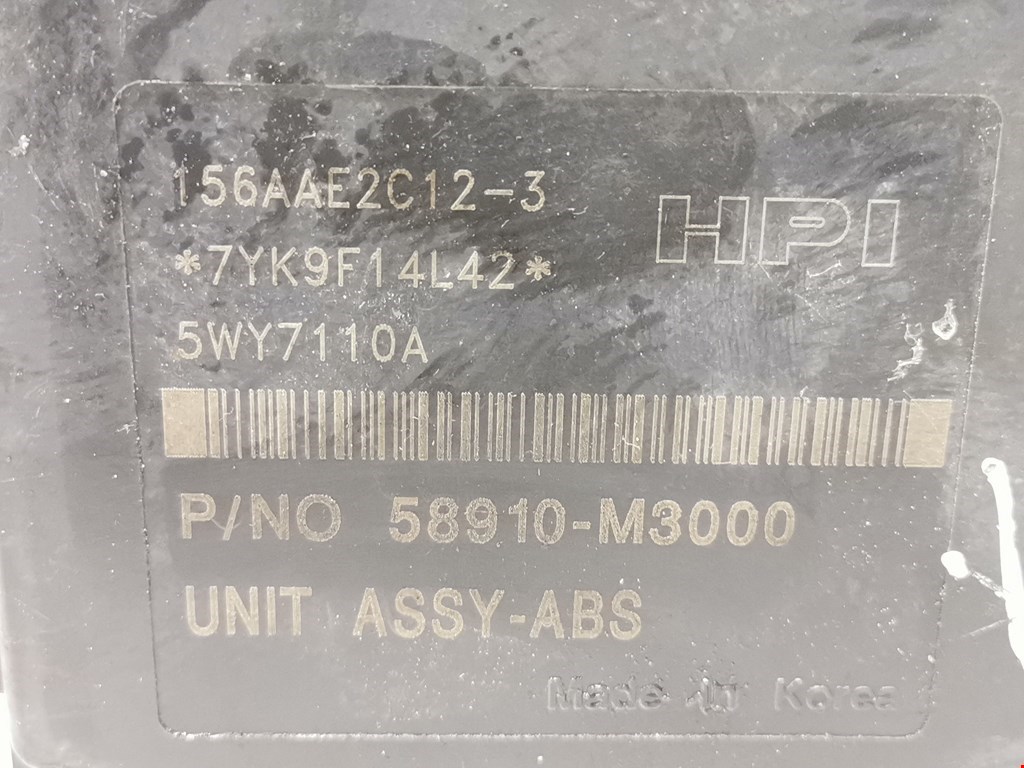 156AAE2C12-3
HPI
*7YK9F14L42*
5WY7110A
P/NO 58910-M3000
UNIT ASSY-ABS
Made in Korea